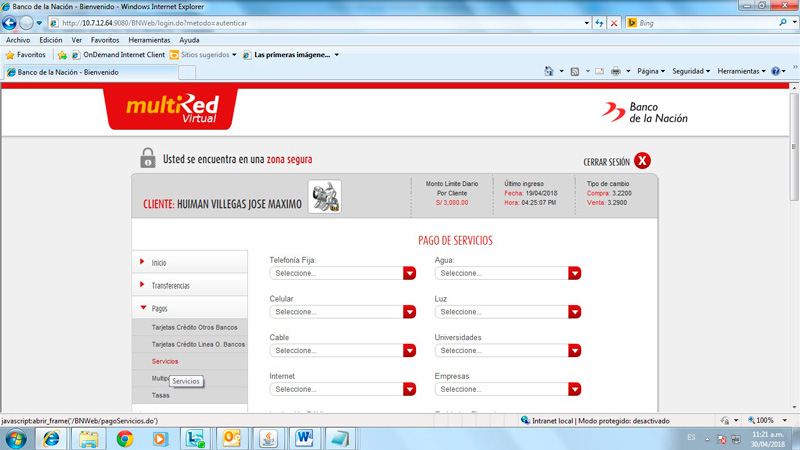 Banco de la Nación - Bienvenido - Windows Internet Explorer
http://10.7.12.64:9080/BNWeb/login.do?metodo=autenticar
Bing
Archivo Edición Ver Favoritos Herramientas Ayuda
Favoritos OnDemand Internet Client Sitios sugeridos Las primeras imágene...
Banco de la Nación - Bienvenido
Página Seguridad Herramientas
multiRed
Virtual
Banco
de la Nación
Usted se encuentra en una zona segura
CERRAR SESIÓN X
CLIENTE: HUIMAN VILLEGAS JOSE MAXIMO
Monto Límite Diario
Por Cliente
S/ 3,000.00
Último ingreso
Fecha: 19/04/2018
Hora: 04:25:07 PM
Tipo de cambio
Compra: 3.2200
Venta: 3.2900
PAGO DE SERVICIOS
Inicio
Transferencias
Pagos
Tarjetas Crédito Otros Bancos
Tarjetas Crédito Linea O. Bancos
Servicios
Servicios
Tasas
Telefonía Fija:
Seleccione...
Agua:
Seleccione...
Celular
Seleccione...
Luz
Seleccione...
Cable
Seleccione...
Universidades
Seleccione...
Internet
Seleccione...
Empresas
Seleccione...
javascript:abrir_frame('/BNWeb/pagoServicios.do')
Intranet local | Modo protegido: desactivado
100%
ES
11:21 a.m.
30/04/2018